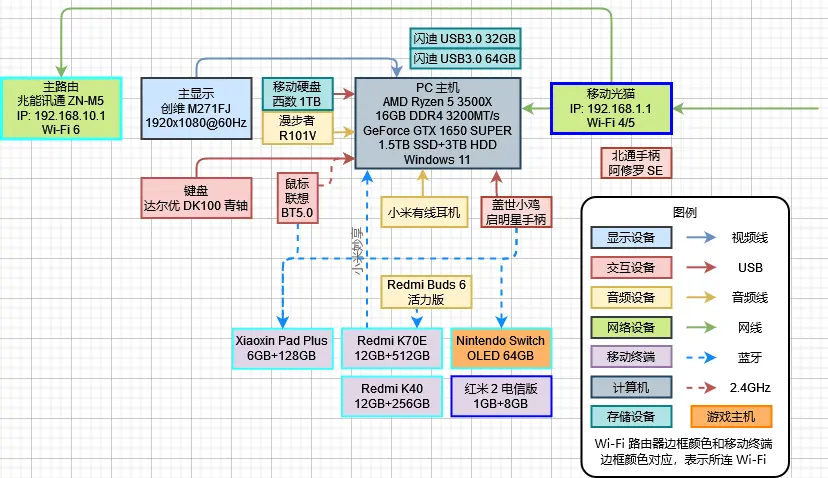 闪迪 USB3.0 32GB
闪迪 USB3.0 64GB
主路由
兆能讯通 ZN-M5
IP: 192.168.10.1
Wi-Fi 6
主显示
创维 M271FJ
1920x1080@60Hz
移动硬盘
西数 1TB
漫步者
R101V
PC 主机
AMD Ryzen 5 3500X
16GB DDR4 3200MT/s
GeForce GTX 1650 SUPER
1.5TB SSD+3TB HDD
Windows 11
移动光猫
IP: 192.168.1.1
Wi-Fi 4/5
北通手柄
阿修罗 SE
键盘
达尔优 DK100 青轴
鼠标
联想
BT5.0
小米妙享
小米有线耳机
盖世小鸡
启明星手柄
Redmi Buds 6
活力版
Xiaoxin Pad Plus
6GB+128GB
Redmi K70E
12GB+512GB
Nintendo Switch
OLED 64GB
Redmi K40
12GB+256GB
红米 2 电信版
1GB+8GB
图例
显示设备
视频线
交互设备
USB
音频设备
音频线
网络设备
网线
移动终端
蓝牙
计算机
2.4GHz
存储设备
游戏主机
Wi-Fi 路由器边框颜色和移动终端
边框颜色对应，表示所连 Wi-Fi